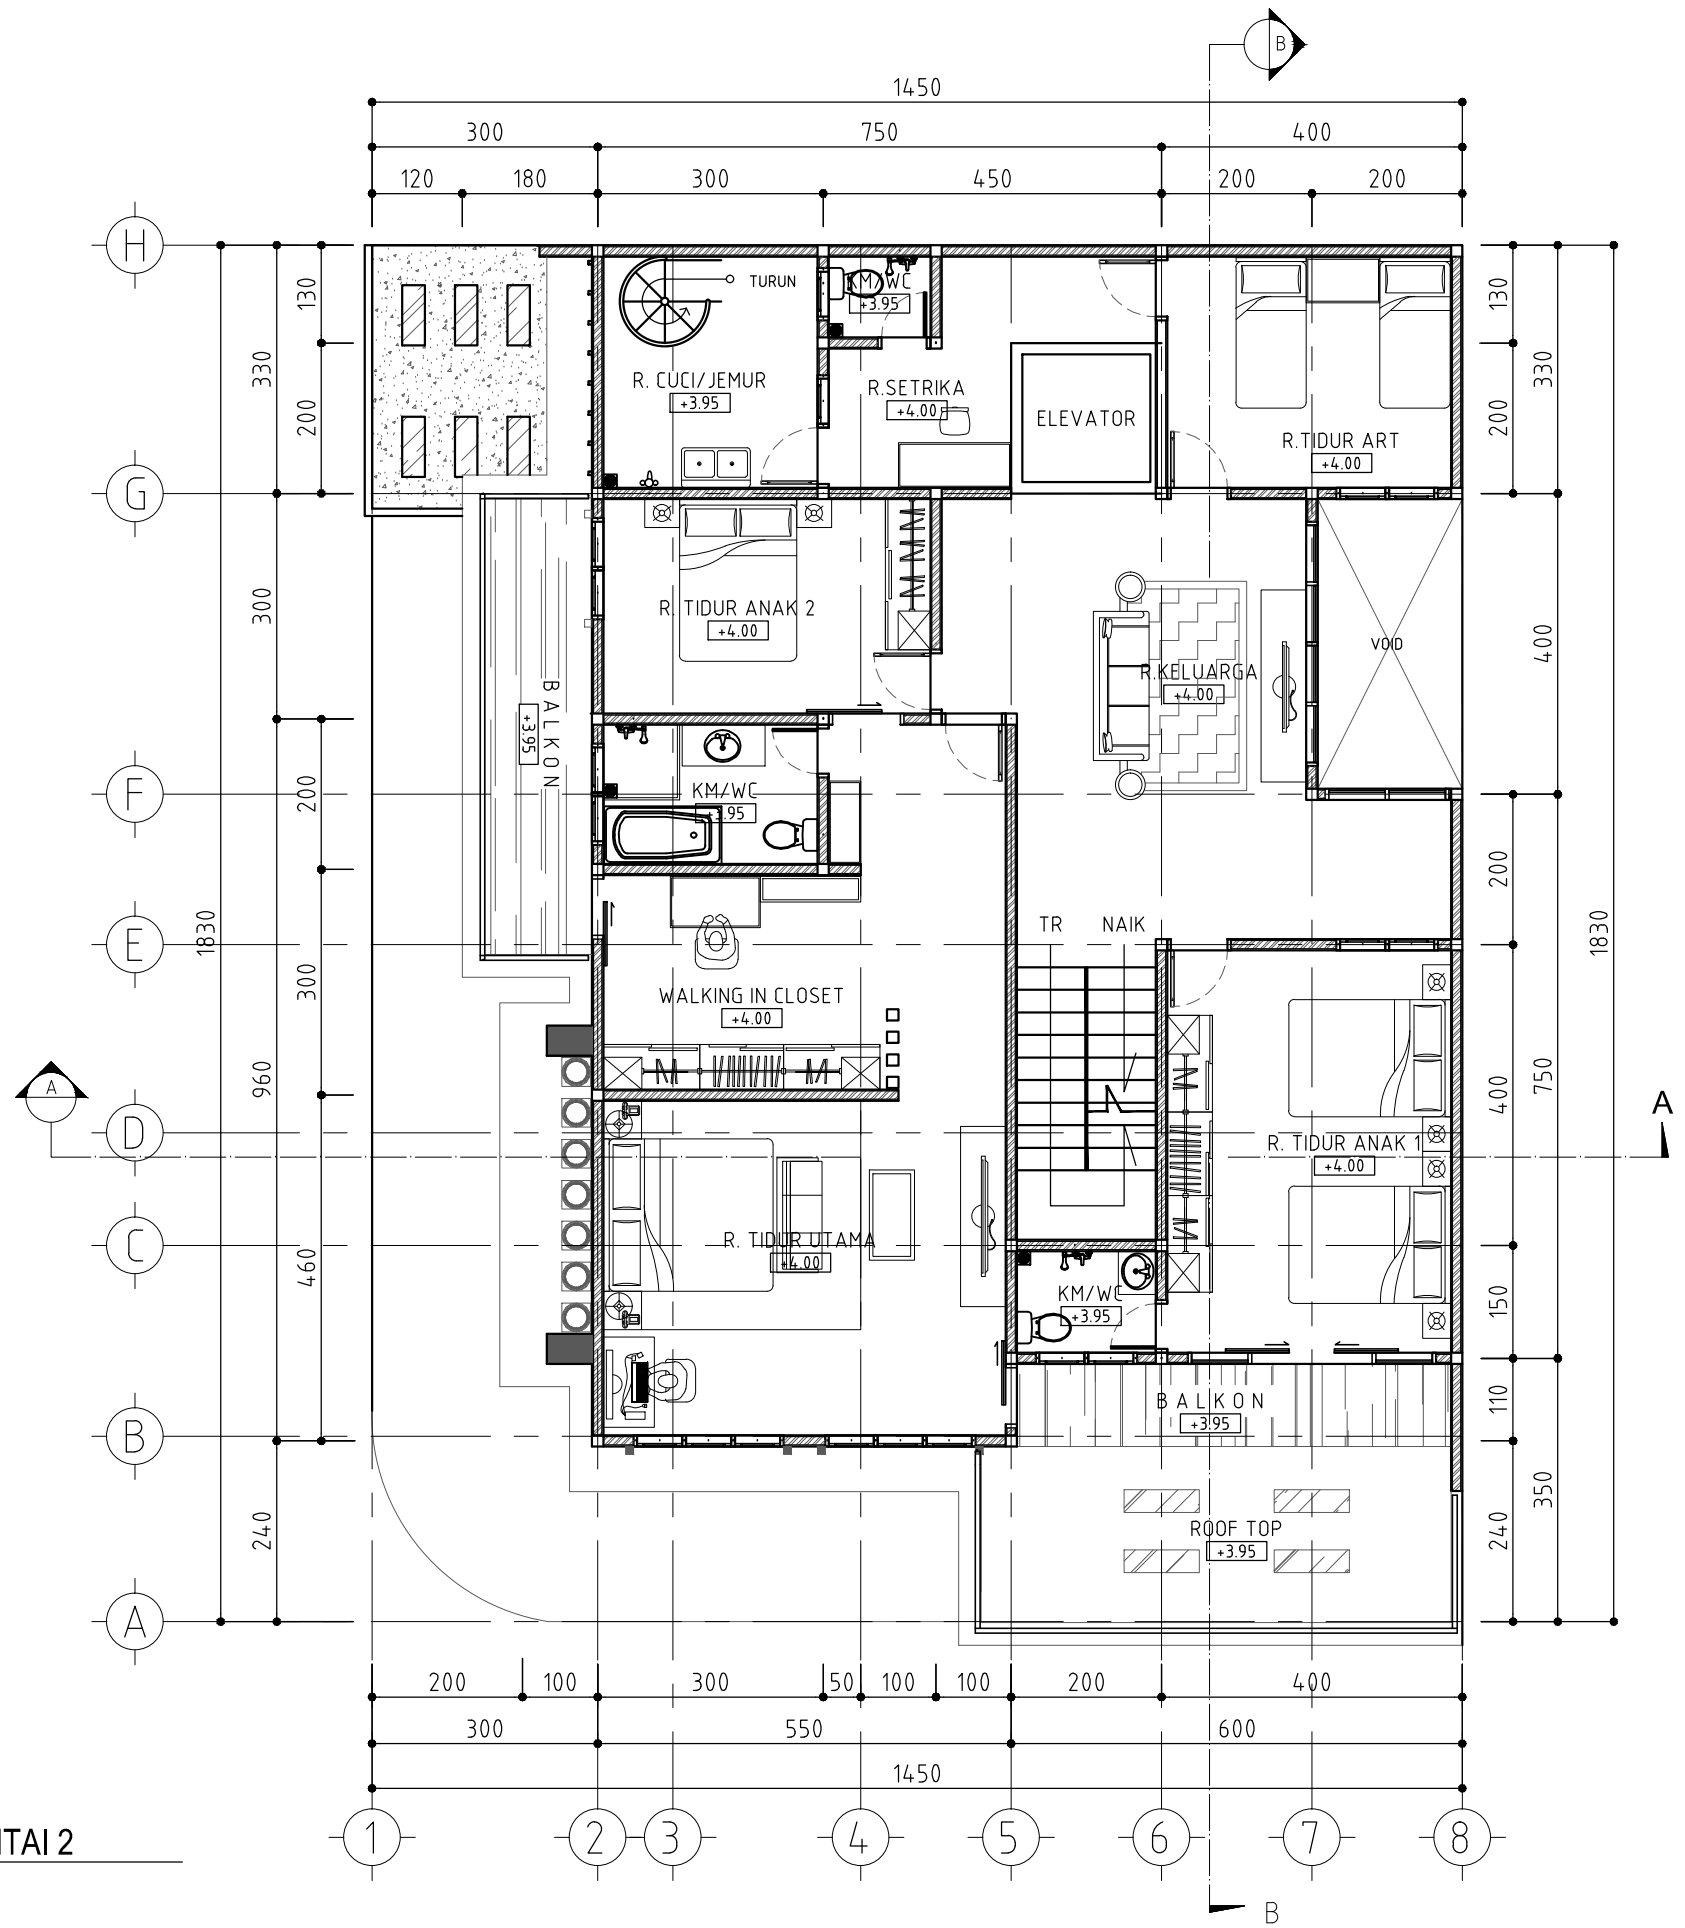 B
1450
300 750 400
120 180 300 450 200 200
H
TURUN
KM/WC
+3.95
130
130
330
330
R. CUCI/JEMUR
+3.95
R.SETRIKA
+4.00
ELEVATOR
R.TIDUR ART
+4.00
200
200
G
300
R. TIDUR ANAK 2
+4.00
R.KELUARGA
+4.00
VOID
400
BALKON
+3.95
F
200
KM/WC
+3.95
200
1830
1830
E
TR NAIK
300
WALKING IN CLOSET
+4.00
960
750
400
A
A
D
R. TIDUR ANAK 1
+4.00
C
R. TIDUR UTAMA
+4.00
460
KM/WC
+3.95
150
BALKON
+3.95
110
B
350
240
240
ROOF TOP
+3.95
A
200 100 300 50 100 100 200 400
300 550 600
1450
1 2 3 4 5 6 7 8
TAI 2
B